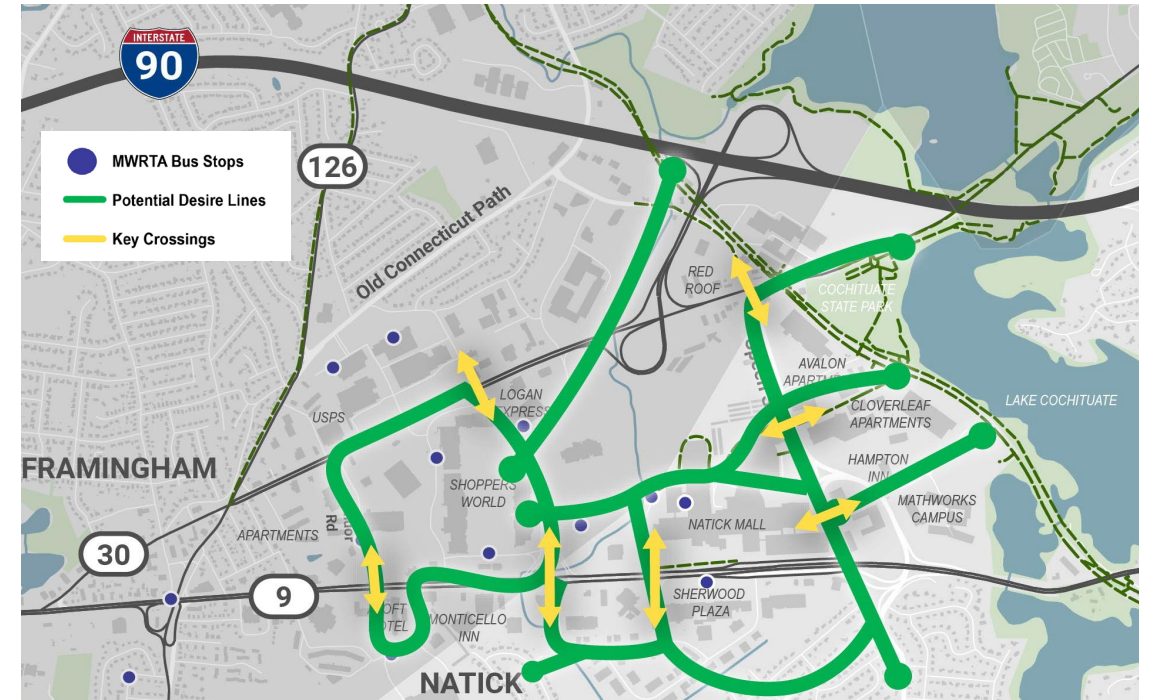 INTERSTATE
90
MWRTA Bus Stops
126
Potential Desire Lines
Key Crossings
Old Connecticut Path
RED
ROOF
COCHITUATE
STATE PARK
AVALON
LOGAN
LAKE COCHITUATE
USPS
CLOVERLEAF
APARTMENTS
HAMPTON
INN
FRAMINGHAM
SHOPPERS
WORLD
MATHWORKS
CAMPUS
NATICK MALL
Rd
APARTMENTS
30
9
SHERWOOD
PLAZA
MONTICELLO
INN
NATICK